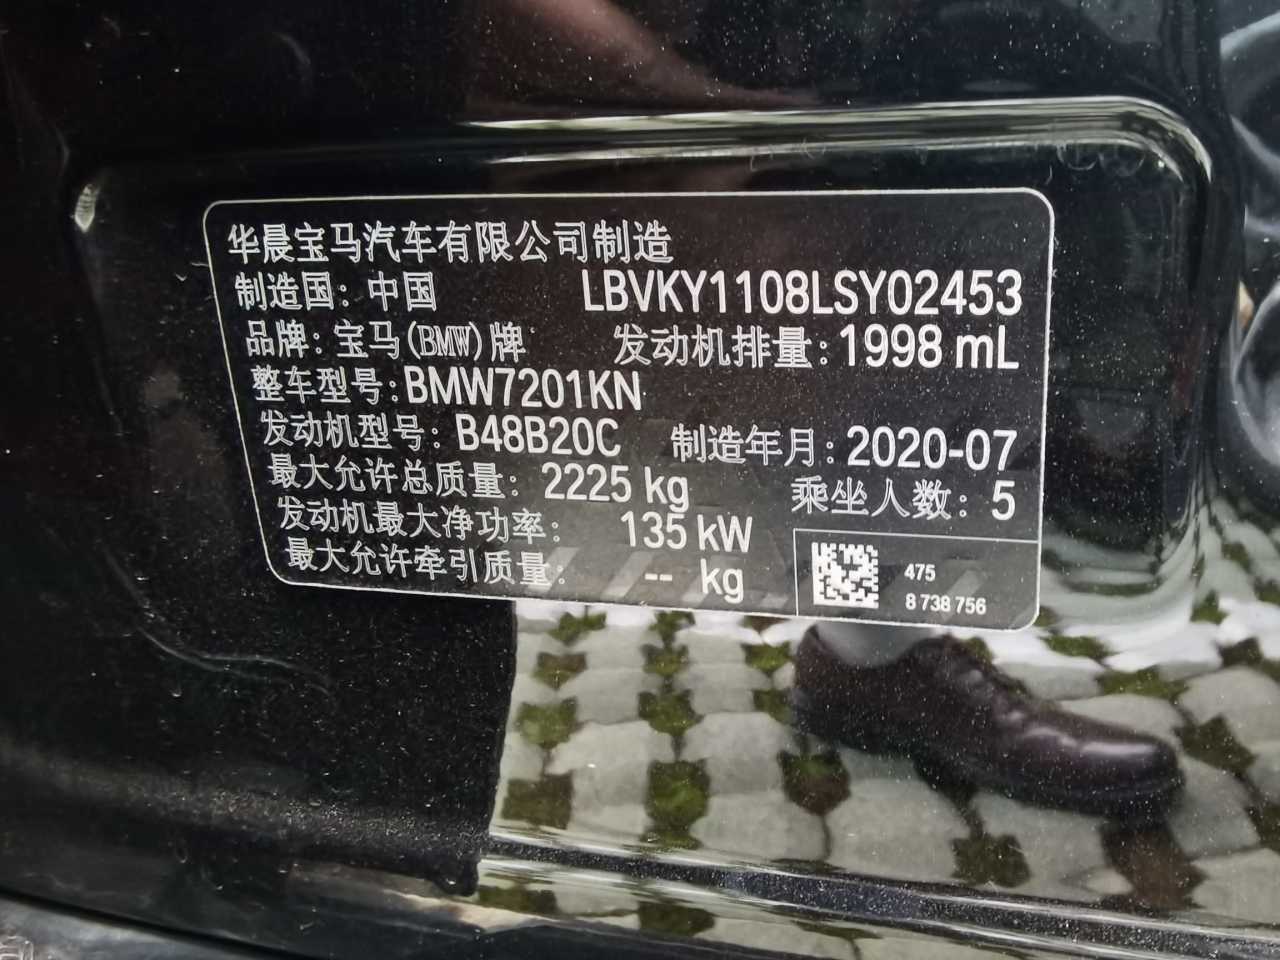 华晨宝马汽车有限公司制造
制造国：中国 LBVKY1108LSY02453
品牌：宝马(BMW)牌 发动机排量：1998 mL
整车型号：BMW7201KN
发动机型号：B48B20C 制造年月：2020-07
最大允许总质量：2225 kg 乘坐人数：5
发动机最大净功率：135 kW
最大允许牵引质量：-- kg
475
8 738 756